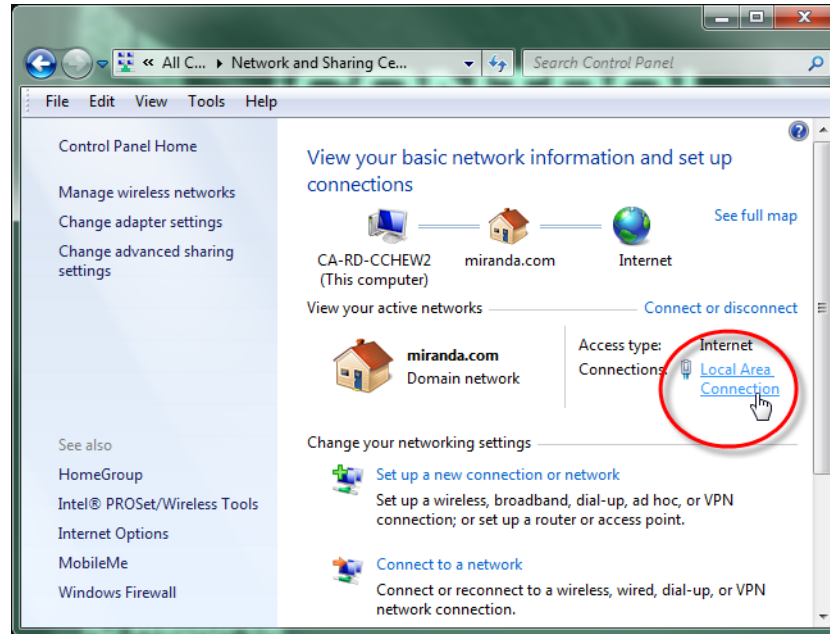 « All C... ▸ Network and Sharing Ce...
Search Control Panel
File Edit View Tools Help
Control Panel Home
Manage wireless networks
Change adapter settings
Change advanced sharing
settings
See also
HomeGroup
Intel® PROSet/Wireless Tools
Internet Options
MobileMe
Windows Firewall
View your basic network information and set up
connections
See full map
CA-RD-CCHEW2
(This computer)
miranda.com
Internet
View your active networks
Connect or disconnect
miranda.com
Domain network
Access type: Internet
Connections: Local Area
Connection
Change your networking settings
Set up a new connection or network
Set up a wireless, broadband, dial-up, ad hoc, or VPN
connection; or set up a router or access point.
Connect to a network
Connect or reconnect to a wireless, wired, dial-up, or VPN
network connection.